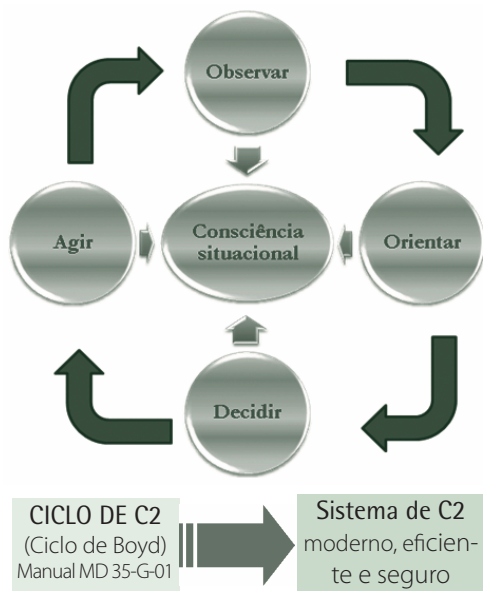 Observar
Agir
Consciência
situacional
Orientar
Decidir
CICLO DE C2
(Ciclo de Boyd)
Manual MD 35-G-01
Sistema de C2
moderno, eficien-
te e seguro